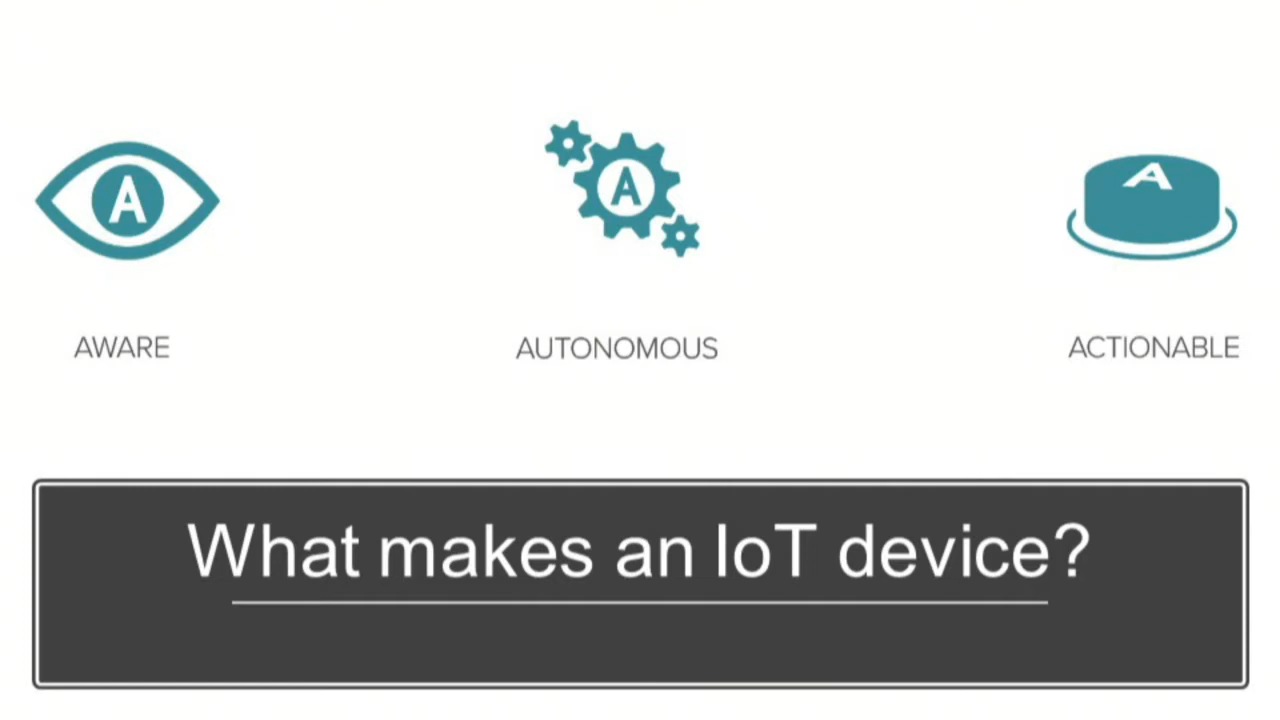 A
A
A
AWARE
AUTONOMOUS
ACTIONABLE
What makes an IoT device?